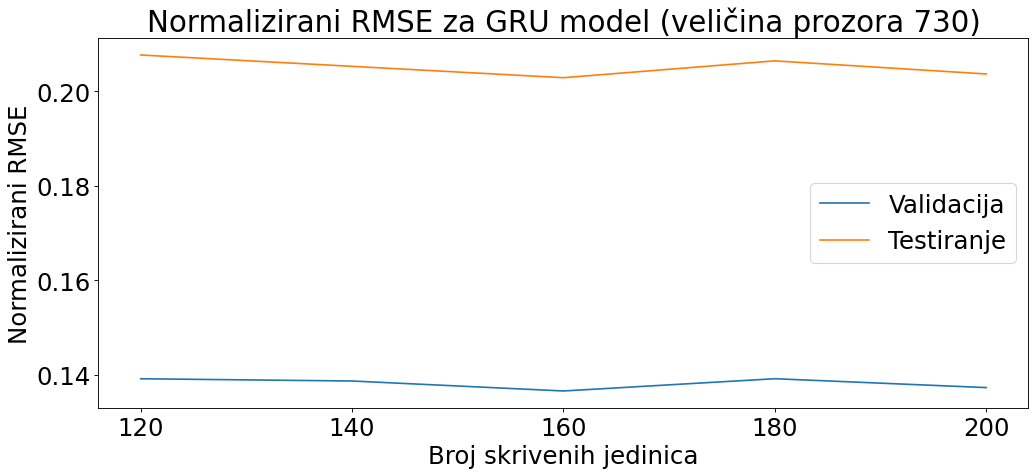 Normalizirani RMSE za GRU model (veličina prozora 730)
Normalizirani RMSE
0.20
0.18
0.16
0.14
Validacija
Testiranje
120 140 160 180 200
Broj skrivenih jedinica